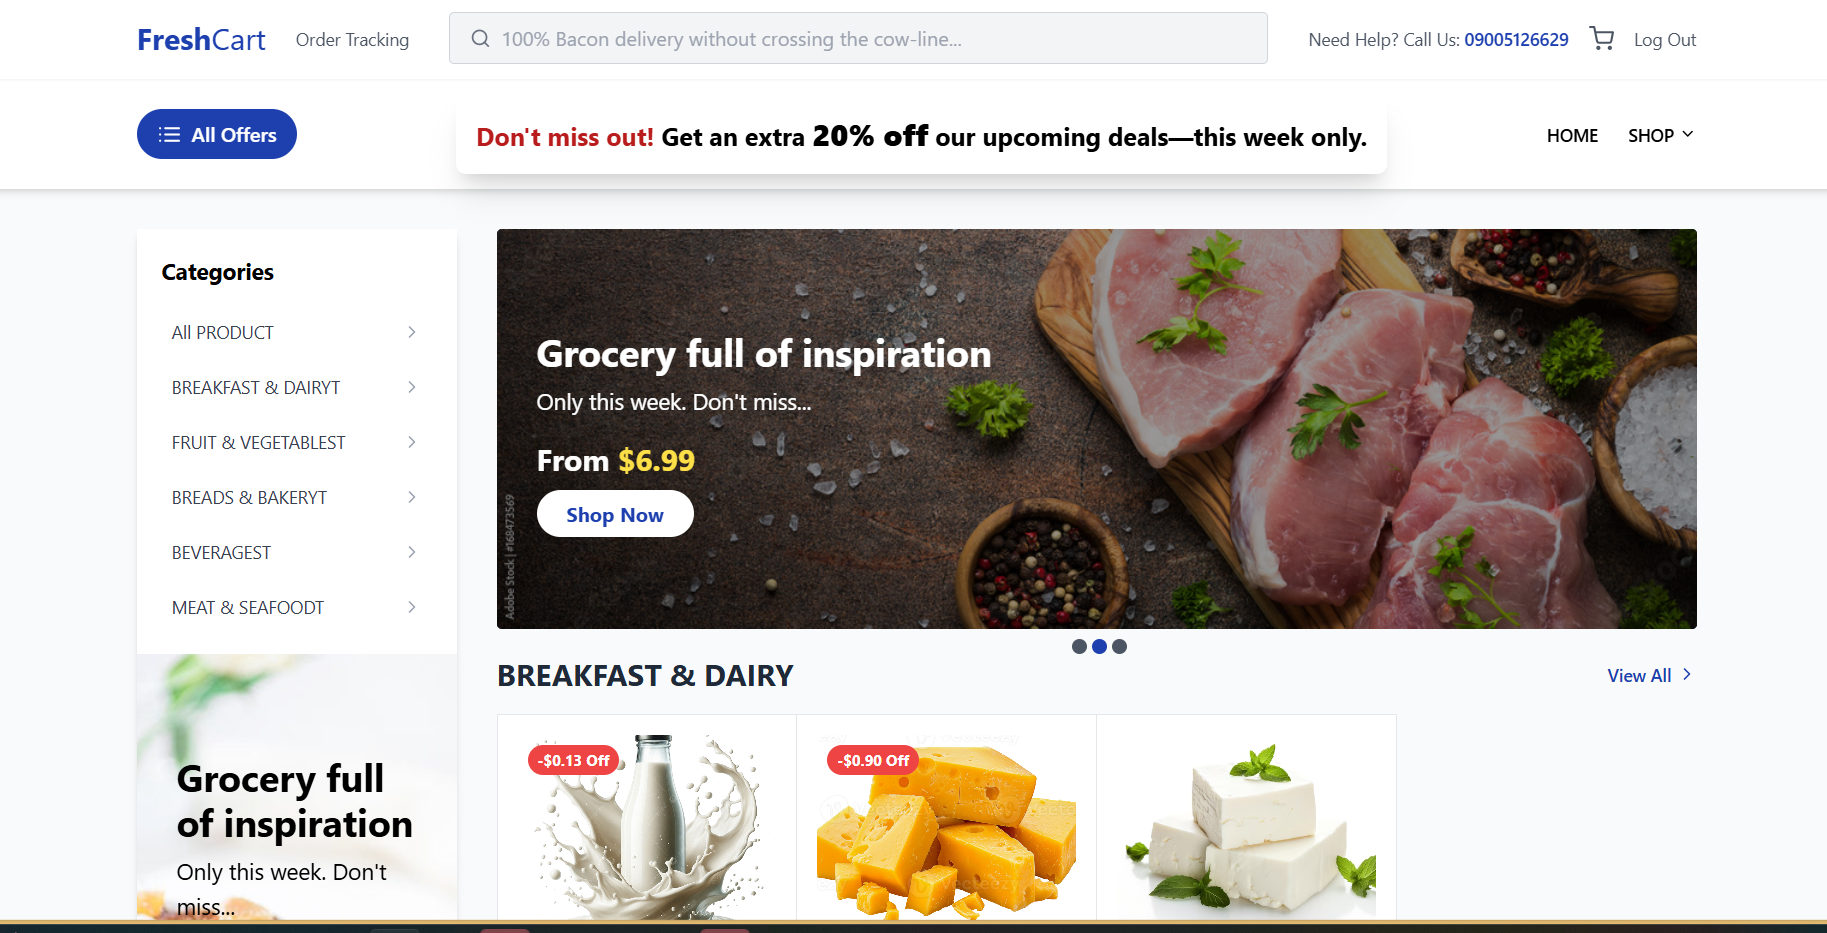 FreshCart
Order Tracking
100% Bacon delivery without crossing the cow-line...
Need Help? Call Us: 09005126629
Log Out
All Offers
Don't miss out! Get an extra 20% off our upcoming deals—this week only.
HOME
SHOP
Categories
All PRODUCT
BREAKFAST & DAIRYT
FRUIT & VEGETABLEST
BREADS & BAKERYT
BEVERAGEST
MEAT & SEAFOODT
Grocery full
of inspiration
Only this week. Don't
miss...
Grocery full of inspiration
Only this week. Don't miss...
From $6.99
Shop Now
Adobe Stock | #168473569
BREAKFAST & DAIRY
View All
-$0.13 Off
-$0.90 Off